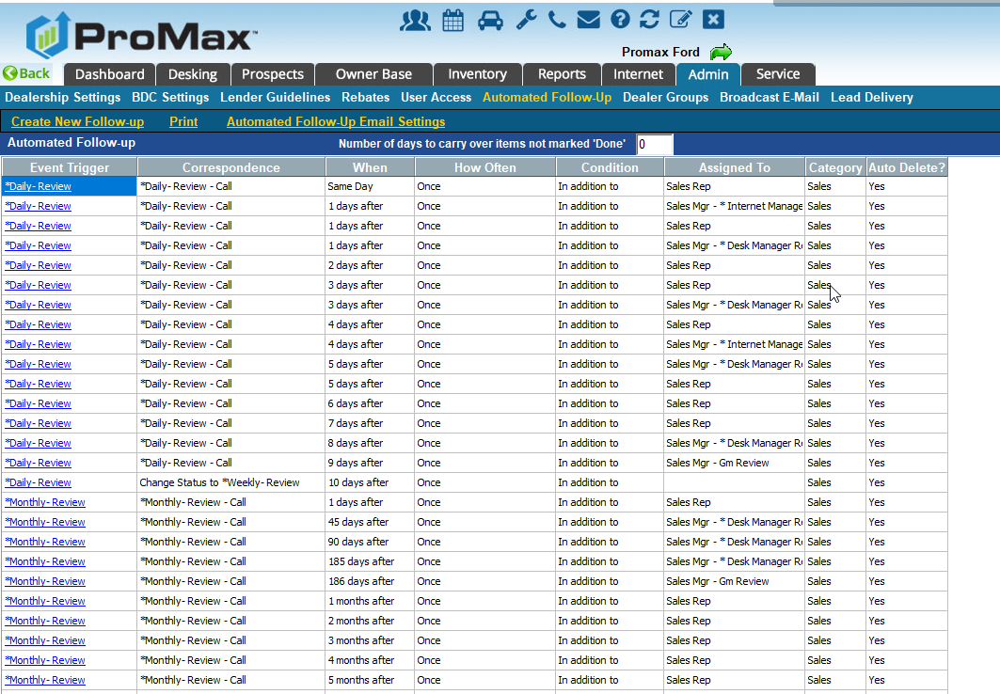 ProMax™
Promax Ford
Back Dashboard Desking Prospects Owner Base Inventory Reports Internet Admin Service
Dealership Settings BDC Settings Lender Guidelines Rebates User Access Automated Follow-Up Dealer Groups Broadcast E-Mail Lead Delivery
Create New Follow-up Print Automated Follow-Up Email Settings
Automated Follow-up Number of days to carry over items not marked 'Done' 0
Event Trigger Correspondence When How Often Condition Assigned To Category Auto Delete?
*Daily- Review *Daily- Review - Call Same Day Once In addition to Sales Rep Sales Yes
*Daily- Review *Daily- Review - Call 1 days after Once In addition to Sales Mgr - * Internet Manage Sales Yes
*Daily- Review *Daily- Review - Call 1 days after Once In addition to Sales Rep Sales Yes
*Daily- Review *Daily- Review - Call 1 days after Once In addition to Sales Mgr - * Desk Manager R Sales Yes
*Daily- Review *Daily- Review - Call 2 days after Once In addition to Sales Rep Sales Yes
*Daily- Review *Daily- Review - Call 3 days after Once In addition to Sales Rep Sales Yes
*Daily- Review *Daily- Review - Call 3 days after Once In addition to Sales Mgr - * Desk Manager R Sales Yes
*Daily- Review *Daily- Review - Call 4 days after Once In addition to Sales Rep Sales Yes
*Daily- Review *Daily- Review - Call 4 days after Once In addition to Sales Mgr - * Internet Manage Sales Yes
*Daily- Review *Daily- Review - Call 5 days after Once In addition to Sales Mgr - * Desk Manager R Sales Yes
*Daily- Review *Daily- Review - Call 5 days after Once In addition to Sales Rep Sales Yes
*Daily- Review *Daily- Review - Call 6 days after Once In addition to Sales Rep Sales Yes
*Daily- Review *Daily- Review - Call 7 days after Once In addition to Sales Rep Sales Yes
*Daily- Review *Daily- Review - Call 8 days after Once In addition to Sales Mgr - * Desk Manager R Sales Yes
*Daily- Review *Daily- Review - Call 9 days after Once In addition to Sales Mgr - Gm Review Sales Yes
*Daily- Review Change Status to *Weekly- Review 10 days after Once In addition to Sales Yes
*Monthly- Review *Monthly- Review - Call 1 days after Once In addition to Sales Rep Sales Yes
*Monthly- Review *Monthly- Review - Call 45 days after Once In addition to Sales Mgr - * Desk Manager R Sales Yes
*Monthly- Review *Monthly- Review - Call 90 days after Once In addition to Sales Mgr - * Desk Manager R Sales Yes
*Monthly- Review *Monthly- Review - Call 185 days after Once In addition to Sales Mgr - * Desk Manager R Sales Yes
*Monthly- Review *Monthly- Review - Call 186 days after Once In addition to Sales Mgr - Gm Review Sales Yes
*Monthly- Review *Monthly- Review - Call 1 months after Once In addition to Sales Rep Sales Yes
*Monthly- Review *Monthly- Review - Call 2 months after Once In addition to Sales Rep Sales Yes
*Monthly- Review *Monthly- Review - Call 3 months after Once In addition to Sales Rep Sales Yes
*Monthly- Review *Monthly- Review - Call 4 months after Once In addition to Sales Rep Sales Yes
*Monthly- Review *Monthly- Review - Call 5 months after Once In addition to Sales Rep Sales Yes